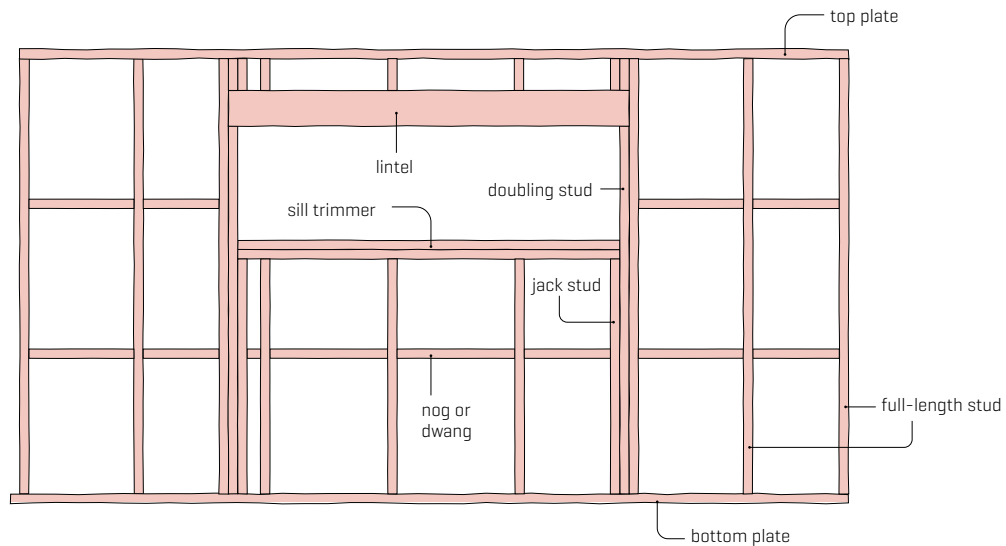 top plate
lintel
doubling stud
sill trimmer
jack stud
nog or
dwang
full-length stud
bottom plate